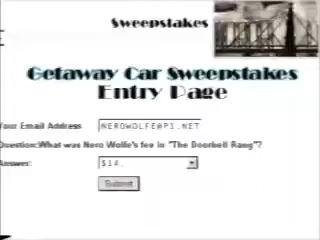 Sweepstakes
Getaway Car Sweepstakes
Entry Page
Your Email Address NEROWOLFE@PI.NET
Question:What was Nero Wolfe's fee in "The Doorbell Rang"?
Answer: $14.
Submit